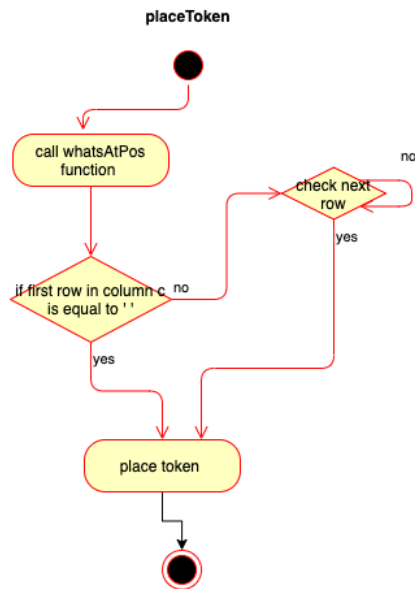 placeToken
call whatsAtPos
function
check next
row
no
yes
if first row in column c
is equal to ' '
no
yes
place token